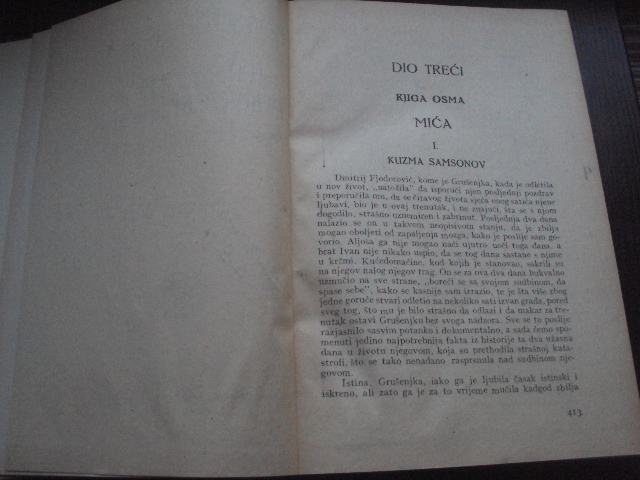 DIO TREĆI
KJIGA OSMA
MIĆA
I.
KUZMA SAMSONOV
Dmitrij Fjodorović, kome je Grušenjka, kada je odletila
u nov život, „natožila" da isporući njen posljednji pozdrav
i preporučila mu, da se čitavog života sjeća onog satića njene
ljubavi, bio je u ovaj trenutak, i ne znajući, šta se s njom
dogodilo, strašno uznemiren i zabrinut. Posljednja dva dana
nalazio se on u takvom neopisivom stanju, da je zbilja
mogao oboljeti od zapaljenja mozga, kako je poslije sam go-
vorio. Aljoša ga nije mogao naći ujutro uoči toga dana, a
brat Ivan nije nikako uspio, da se tog dana sastane s njime
u krčmi. Kućedomaćine, kod kojih je stanovao, sakrili su
na njegov nalog njegov trag. On se za ova dva dana bukvalno
uzmučio na sve strane, „boreći se sa svojom sudbinom, da
spase sebe", kako se kasnije sam izrazio, te je šta više zbog
jedne goruće stvari odletio na nekoliko sati izvan grada, pored
sveg tog, što mu je bilo strašno da odlazi i da makar za tre-
nutak ostavi Grušenjku bez svoga nadzora. Sve se to poslije
razjasnilo sasvim potanko i dokumentalno, a sada ćemo spo-
menuti jedino najpotrebnija fakta iz historije ta dva užasna
dana u životu njegovom, koja su prethodila strašnoj kata-
strofi, što se tako nenadano rasprsnula nad sudbinom nje-
govom.
Istina, Grušenjka, iako ga je ljubila časak istinski i
iskreno, ali zato ga je za to vrijeme mučila kadgod zbilja
413